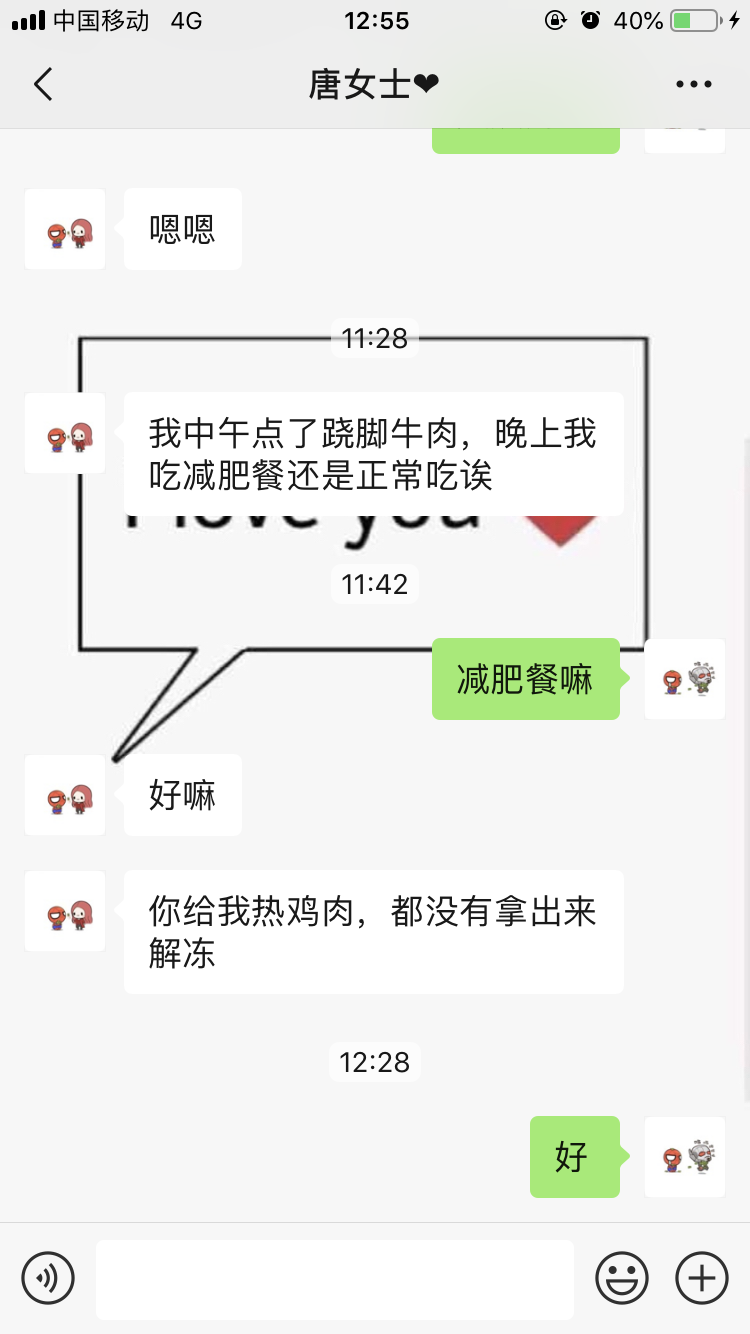 中国移动 4G 12:55 40%
唐女士❤
嗯嗯
11:28
我中午点了跷脚牛肉，晚上我
吃减肥餐还是正常吃诶
I love you
11:42
减肥餐嘛
好嘛
你给我热鸡肉，都没有拿出来
解冻
12:28
好